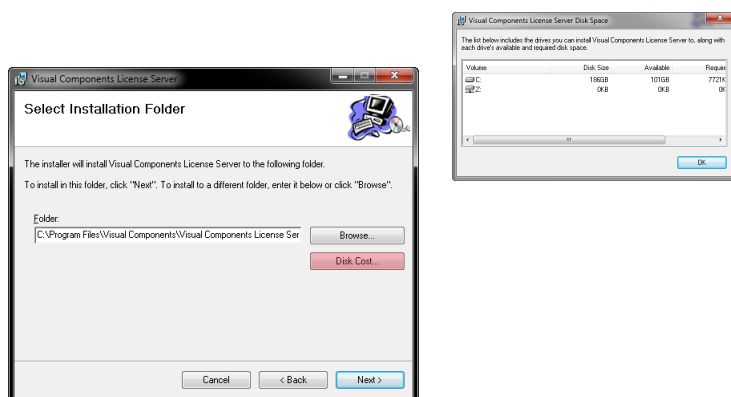 Visual Components License Server
Select Installation Folder
The installer will install Visual Components License Server to the following folder.
To install in this folder, click "Next". To install to a different folder, enter it below or click "Browse".
Folder:
C:\Program Files\Visual Components\Visual Components License Ser
Browse...
Disk Cost...
Cancel
< Back
Next >
Visual Components License Server Disk Space
The list below includes the drives you can install Visual Components License Server to, along with
each drive's available and required disk space.
Volume Disk Size Available Require
C: 186GB 101GB 7721K
Z: 0KB 0KB 0K
OK